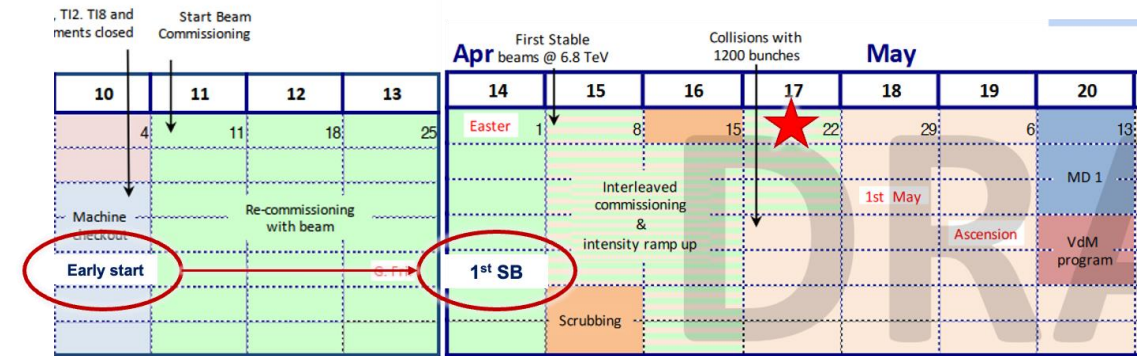 , TI2. TI8 and
ments closed
Start Beam
Commissioning
Apr
First Stable
beams @ 6.8 TeV
Collisions with
1200 bunches
May
10 11 12 13 14 15 16 17 18 19 20
4 11 18 25 Easter 1 8 15 22 29 6 13
Machine
checkout
Re-commissioning
with beam
Interleaved
commissioning
&
intensity ramp up
1st May
MD 1
Ascension
VdM
program
Early start
G. Fri
1st SB
Scrubbing
DRA